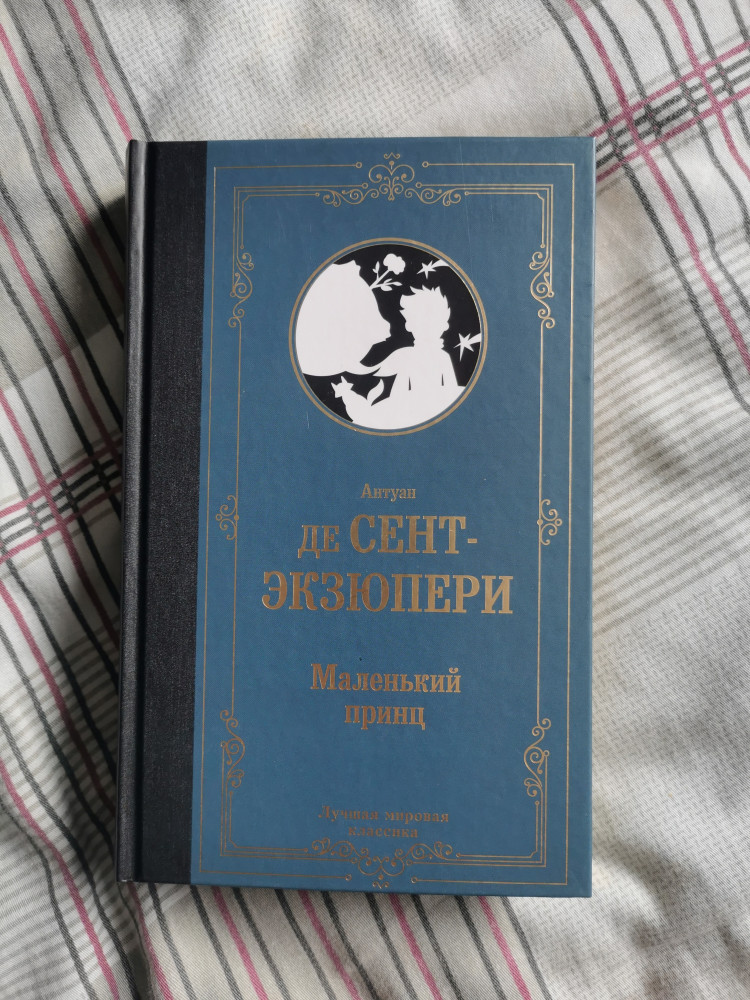 Антуан
ДЕ СЕНТ-
ЭКЗЮПЕРИ
Маленький
принц
Лучшая мировая
классика